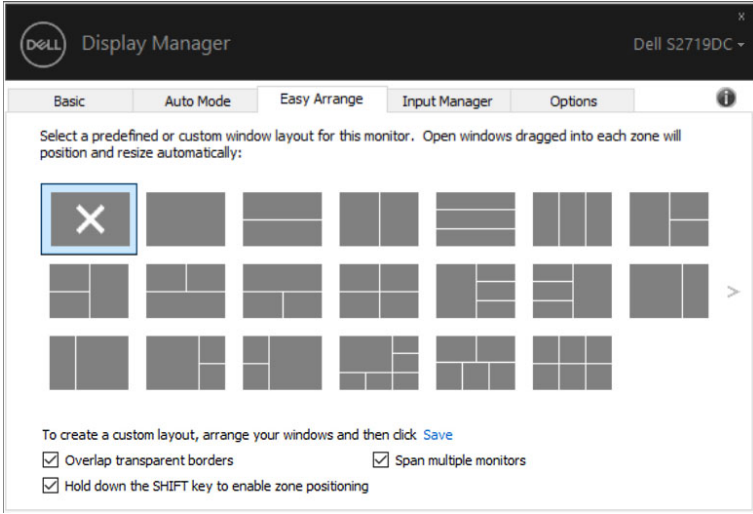 x
DELL Display Manager Dell S2719DC
Basic Auto Mode Easy Arrange Input Manager Options i
Select a predefined or custom window layout for this monitor. Open windows dragged into each zone will
position and resize automatically:
>
To create a custom layout, arrange your windows and then click Save
Overlap transparent borders Span multiple monitors
Hold down the SHIFT key to enable zone positioning